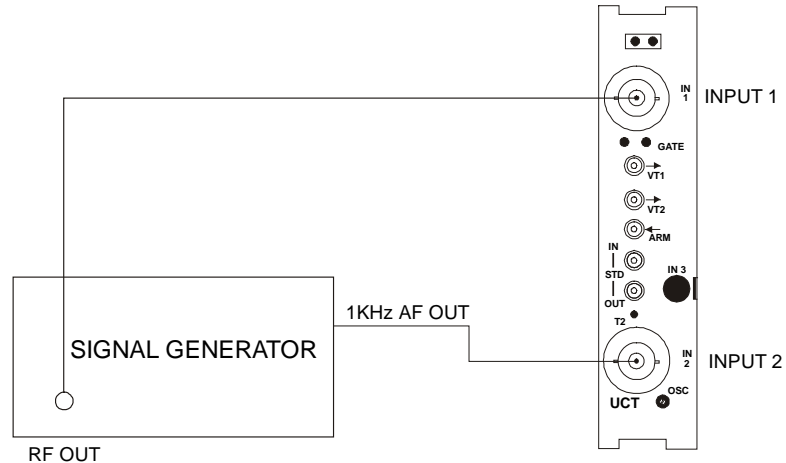 IN
1
INPUT 1
GATE
VT1
VT2
ARM
IN
STD
OUT
IN 3
T2
1KHz AF OUT
SIGNAL GENERATOR
IN
2
INPUT 2
OSC
UCT
RF OUT